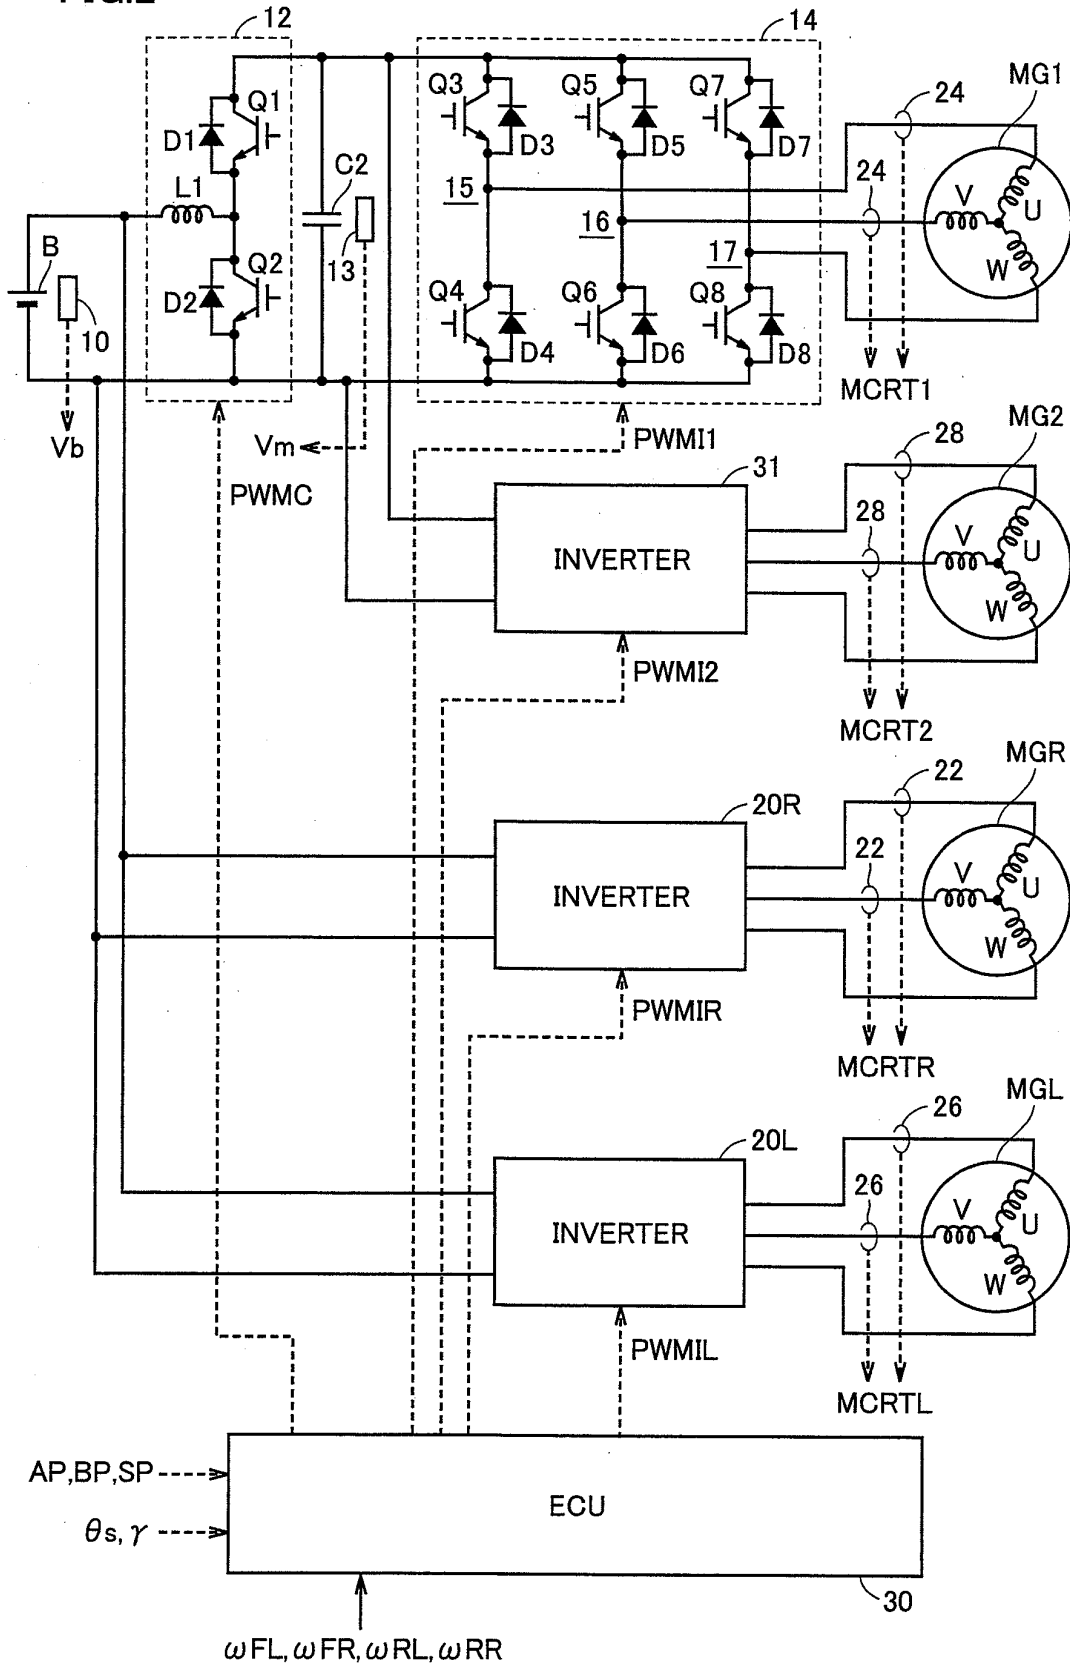 12
14
Q1
D1
L1
C2
Q3
Q5
Q7
MG1
24
D3
D5
D7
24
15
V
U
16
13
17
W
B
Q2
D2
Q4
Q6
Q8
10
D4
D6
D8
MCRT1
Vb
Vm
PWMI1
MG2
28
PWMC
31
28
V
U
INVERTER
W
PWMI2
MCRT2
MGR
22
20R
22
V
U
INVERTER
W
PWMIR
MCRTR
MGL
26
20L
26
V
U
INVERTER
W
PWMIL
MCRTL
AP,BP,SP
ECU
θs,γ
30
ωFL,ωFR,ωRL,ωRR